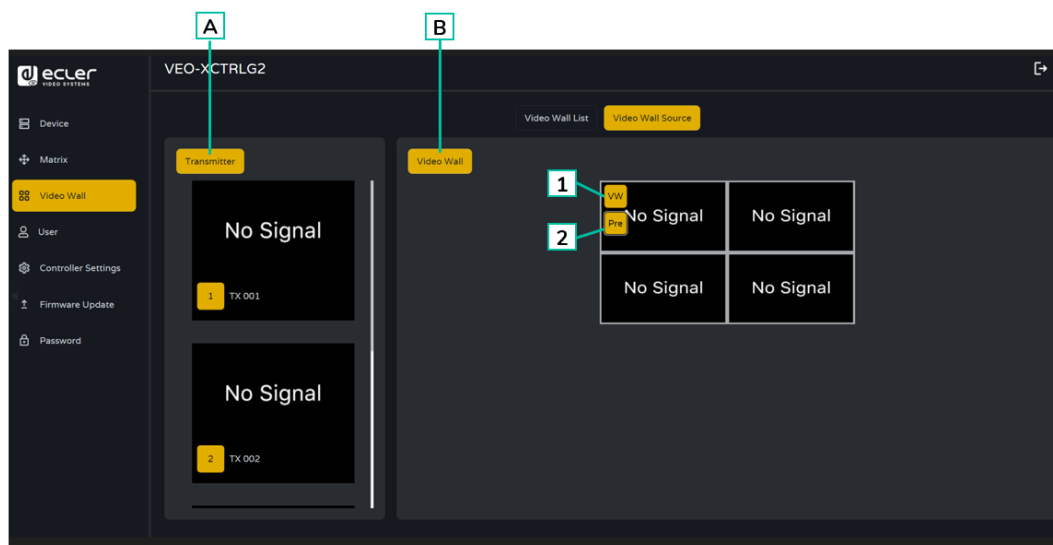 A
B
ecler
VIDEO SYSTEMS
VEO-XCTRLG2
Device
Matrix
Video Wall
User
Controller Settings
Firmware Update
Password
Video Wall List
Video Wall Source
Transmitter
No Signal
1 TX 001
No Signal
2 TX 002
Video Wall
1
VW
2
Pre
No Signal
No Signal
No Signal
No Signal